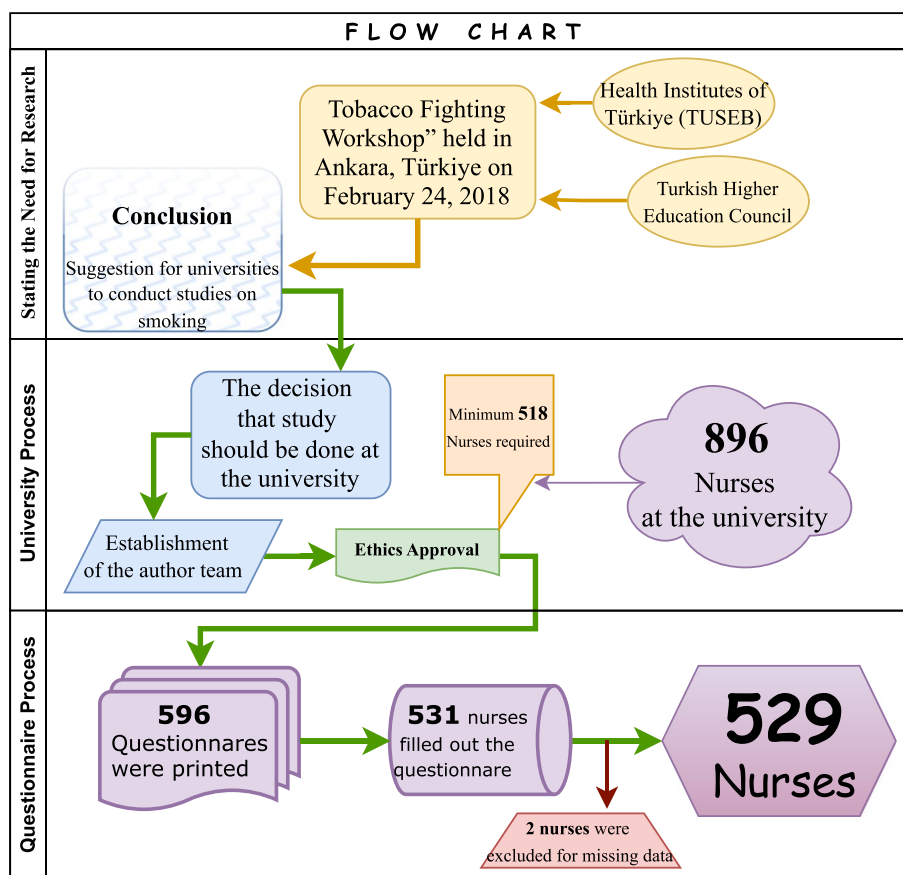 FLOW CHART
Stating the Need for Research
Tobacco Fighting
Workshop” held in
Ankara, Türkiye on
February 24, 2018
Health Institutes of
Türkiye (TUSEB)
Turkish Higher
Education Council
Conclusion
Suggestion for universities
to conduct studies on
smoking
University Process
The decision
that study
should be done at
the university
Minimum 518
Nurses required
896
Nurses
at the university
Establishment
of the author team
Ethics Approval
Questionnaire Process
596
Questionnares
were printed
531 nurses
filled out the
questionnare
529
Nurses
2 nurses were
excluded for missing data